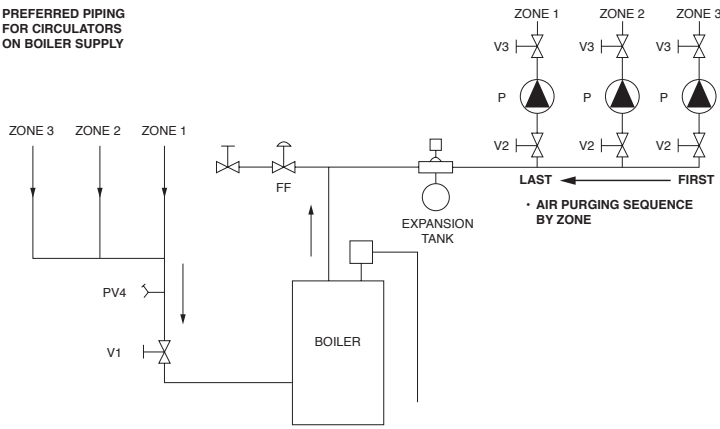 PREFERRED PIPING
FOR CIRCULATORS
ON BOILER SUPPLY
ZONE 1
ZONE 2
ZONE 3
V3
V3
V3
P
P
P
V2
V2
V2
ZONE 3
ZONE 2
ZONE 1
FF
LAST
FIRST
• AIR PURGING SEQUENCE
BY ZONE
EXPANSION
TANK
PV4
V1
BOILER